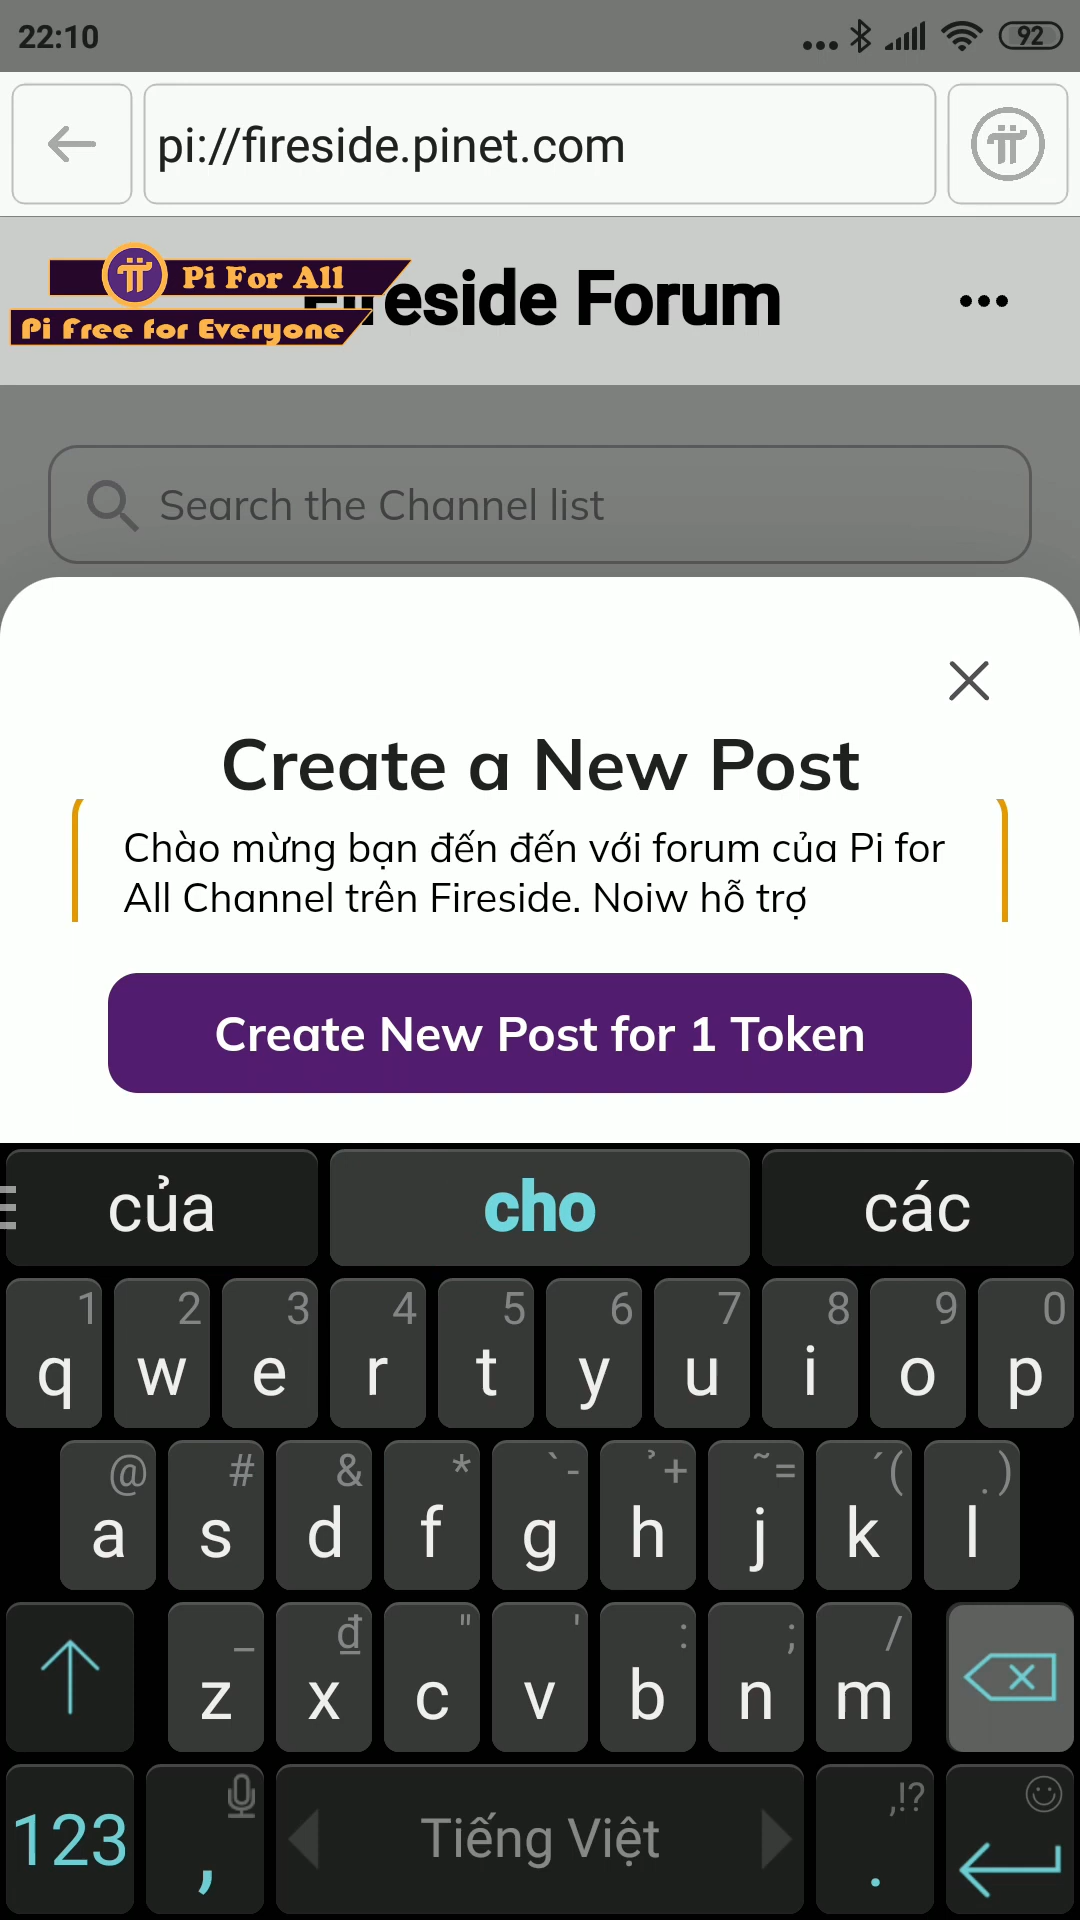 22:10
92
pi://fireside.pinet.com
Pi For All
Pi Free for Everyone
Fireside Forum
Search the Channel list
Create a New Post
Chào mừng bạn đến đến với forum của Pi for
All Channel trên Fireside. Noiw hỗ trợ
Create New Post for 1 Token
của cho các
1 2 3 4 5 6 7 8 9 0
q w e r t y u i o p
@ # & * ` - ̉ + ~ = ´ ( . )
a s d f g h j k l
_ ₫ " ' : ; /
z x c v b n m
,!?
123 , Tiếng Việt .